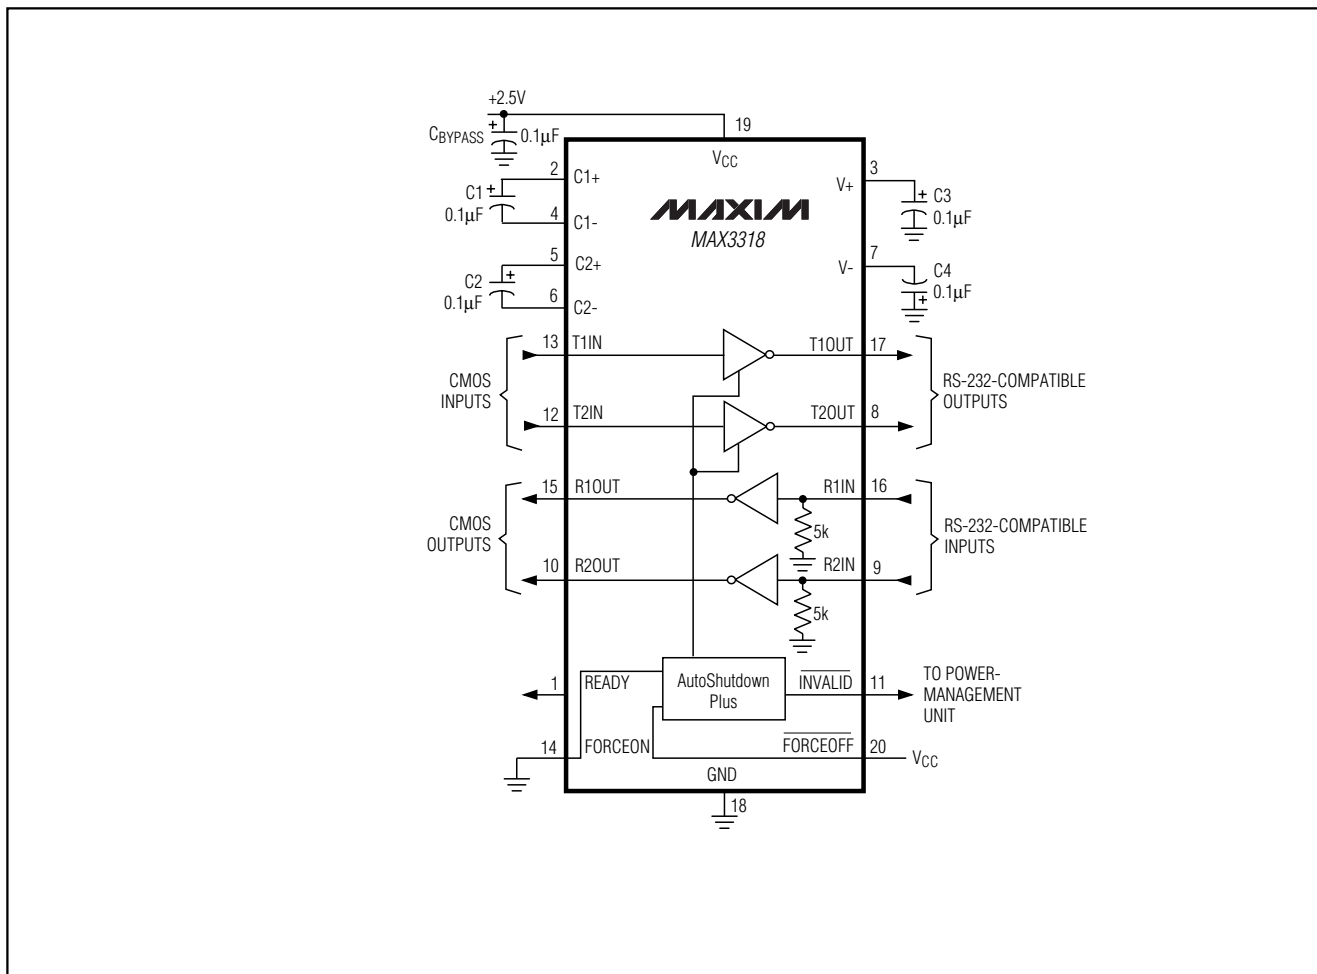 +2.5V
CBYPASS
0.1μF
19
VCC
2
C1+
C1
0.1μF
4
C1-
3
V+
C3
0.1μF
MAXIM
MAX3318
5
C2+
C2
0.1μF
6
C2-
7
V-
C4
0.1μF
13
T1IN
T1OUT
17
CMOS
INPUTS
RS-232-COMPATIBLE
OUTPUTS
12
T2IN
T2OUT
8
15
R1OUT
R1IN
16
5k
CMOS
OUTPUTS
RS-232-COMPATIBLE
INPUTS
10
R2OUT
R2IN
9
5k
1
READY
AutoShutdown
Plus
INVALID
11
TO POWER-
MANAGEMENT
UNIT
14
FORCEON
FORCEOFF
20
VCC
GND
18